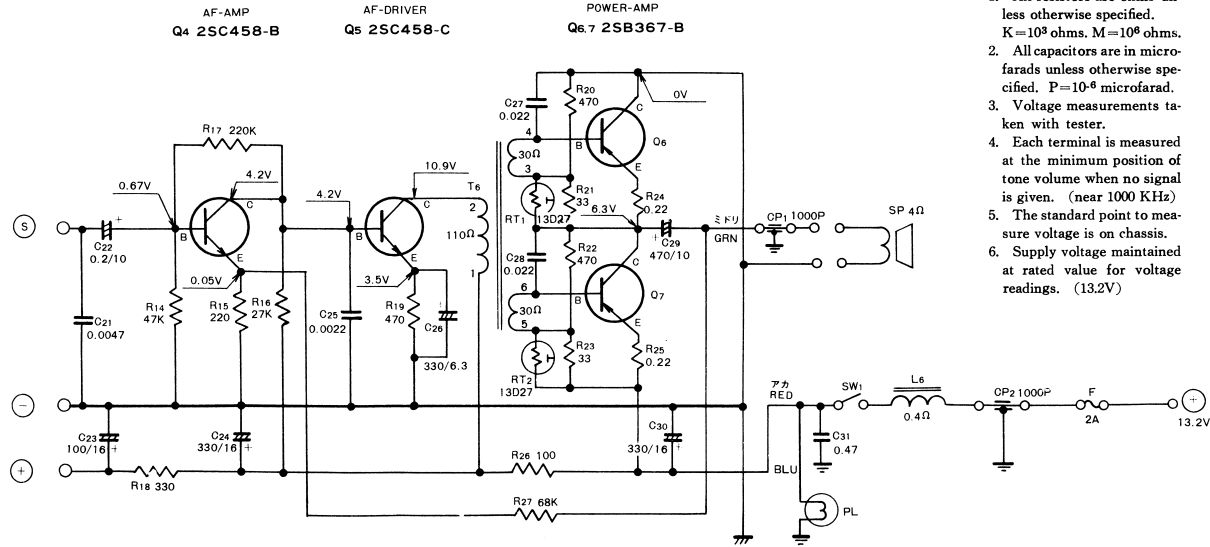 AF-AMP
Q4 2SC458-B
AF-DRIVER
Q5 2SC458-C
POWER-AMP
Q6.7 2SB367-B
less otherwise specified.
K=10³ ohms. M=10⁶ ohms.
2. All capacitors are in micro-
farads unless otherwise spe-
cified. P=10-⁶ microfarad.
3. Voltage measurements ta-
ken with tester.
4. Each terminal is measured
at the minimum position of
tone volume when no signal
is given. (near 1000 KHz)
5. The standard point to mea-
sure voltage is on chassis.
6. Supply voltage maintained
at rated value for voltage
readings. (13.2V)
R17 220K
0.67V
4.2V
C
B
E
S
C22
0.2/10
+
0.05V
C21
0.0047
R14
47K
R15
220
R16
27K
4.2V
10.9V
C
B
E
3.5V
C25
0.0022
R19
470
C26
330/6.3
T6
2
110Ω
1
C27
0.022
R20
470
0V
4
30Ω
3
B
C
E
Q6
RT1
13D27
T
R21
33
6.3V
R24
0.22
C28
0.022
R22
470
+
C29
470/10
6
30Ω
5
B
C
E
Q7
RT2
13D27
T
R23
33
R25
0.22
ミドリ
GRN
CP1 1000P
SP 4Ω
−
C23
100/16
+
C24
330/16
+
C30
330/16
+
アカ
RED
SW1
L6
0.4Ω
CP2 1000P
F
2A
+
13.2V
C31
0.47
+
R18 330
R26 100
BLU
R27 68K
PL